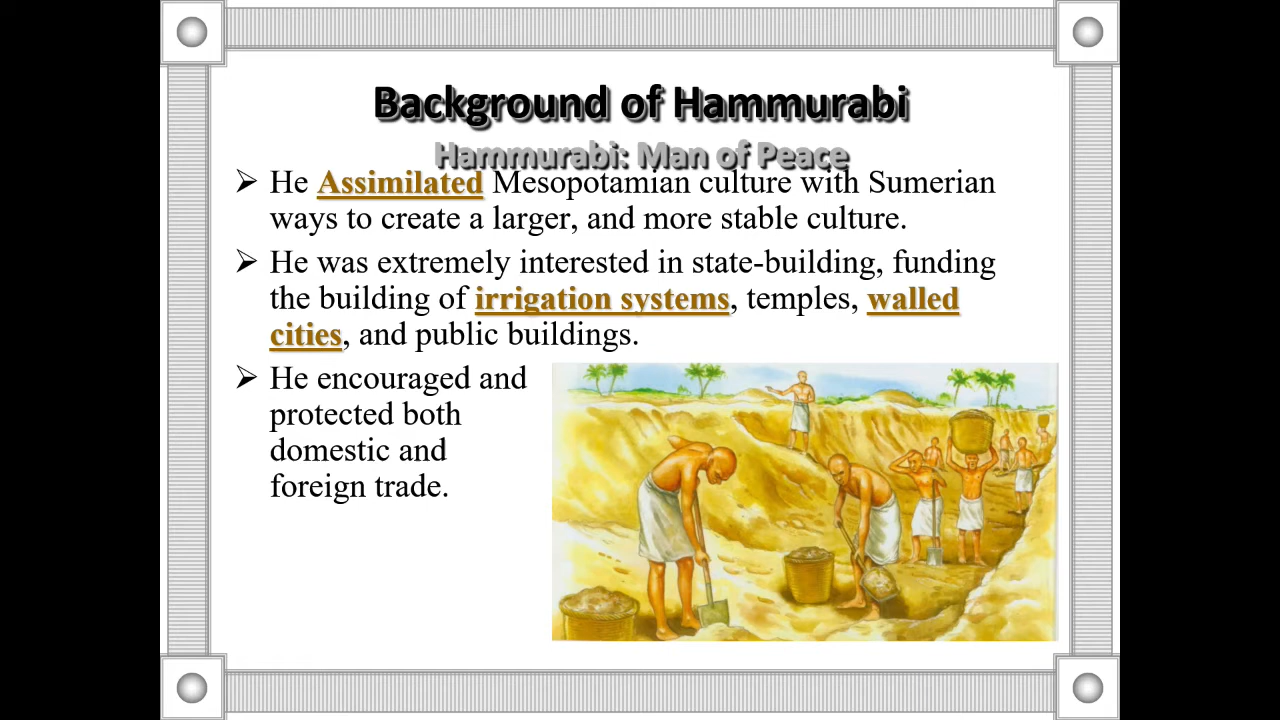 Background of Hammurabi
Hammurabi: Man of Peace
He Assimilated Mesopotamian culture with Sumerian
ways to create a larger, and more stable culture.
He was extremely interested in state-building, funding
the building of irrigation systems, temples, walled
cities, and public buildings.
He encouraged and
protected both
domestic and
foreign trade.